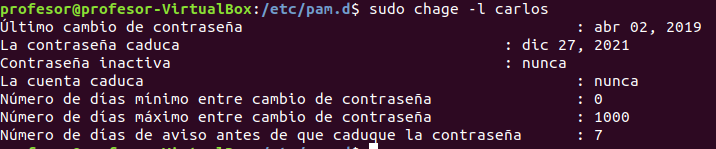 profesor@profesor-VirtualBox:/etc/pam.d$ sudo chage -l carlos
Último cambio de contraseña : abr 02, 2019
La contraseña caduca : dic 27, 2021
Contraseña inactiva : nunca
La cuenta caduca : nunca
Número de días mínimo entre cambio de contraseña : 0
Número de días máximo entre cambio de contraseña : 1000
Número de días de aviso antes de que caduque la contraseña : 7